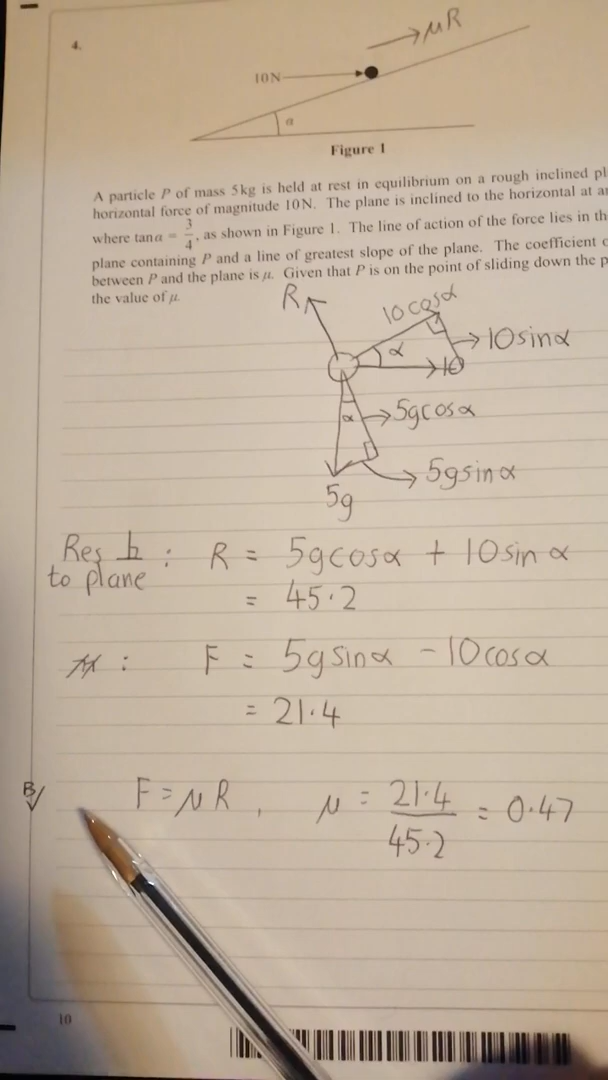 4.
μR
10N
α
Figure 1
A particle P of mass 5 kg is held at rest in equilibrium on a rough inclined pl
horizontal force of magnitude 10N. The plane is inclined to the horizontal at a
where tan α = 3/4, as shown in Figure 1. The line of action of the force lies in th
plane containing P and a line of greatest slope of the plane. The coefficient o
between P and the plane is μ. Given that P is on the point of sliding down the p
the value of μ.
R
10cosα
10sinα
α
10
α
5gcosα
5gsinα
5g
Res ⊥ : R = 5gcosα + 10sinα
to plane
= 45.2
: F = 5gsinα - 10cosα
= 21.4
F = μR, μ = 21.4/45.2 = 0.47
10